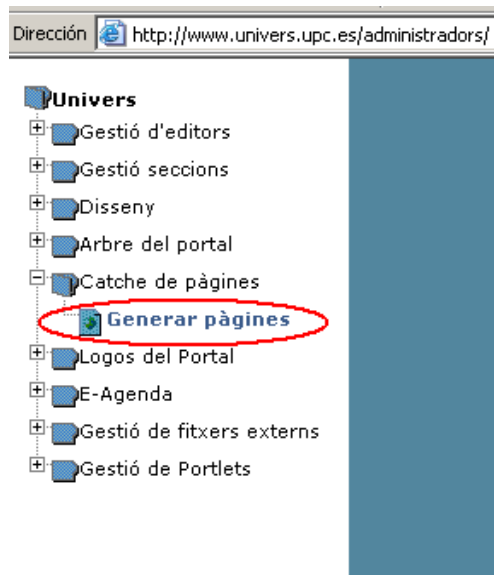 Dirección http://www.univers.upc.es/administradors/
Univers
Gestió d'editors
Gestió seccions
Disseny
Arbre del portal
Catche de pàgines
Generar pàgines
Logos del Portal
E-Agenda
Gestió de fitxers externs
Gestió de Portlets